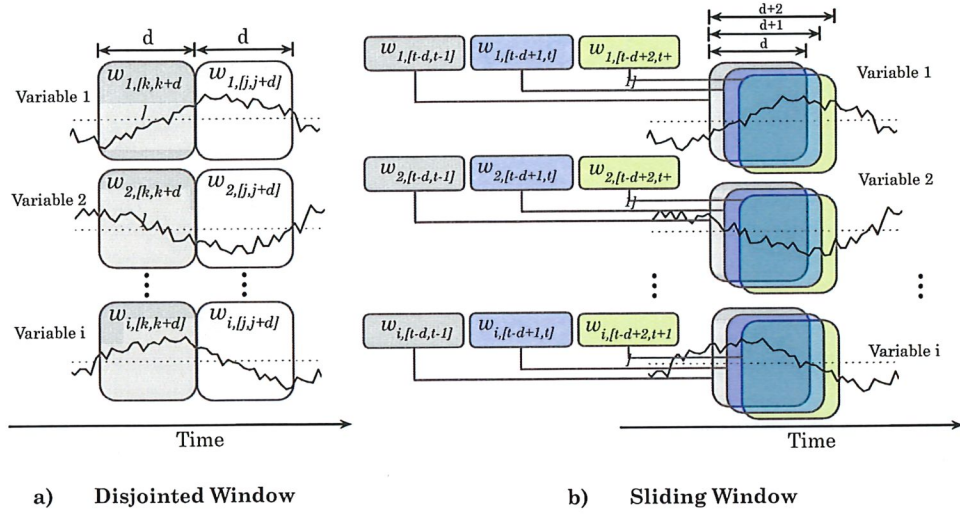 d d
w1,[k,k+d] w1,[j,j+d]
Variable 1
w2,[k,k+d] w2,[j,j+d]
Variable 2
wi,[k,k+d] wi,[j,j+d]
Variable i
Time
a) Disjointed Window
d+2
d+1
d
w1,[t-d,t-1] w1,[t-d+1,t] w1,[t-d+2,t+1]
Variable 1
w2,[t-d,t-1] w2,[t-d+1,t] w2,[t-d+2,t+1]
Variable 2
wi,[t-d,t-1] wi,[t-d+1,t] wi,[t-d+2,t+1]
Variable i
Time
b) Sliding Window